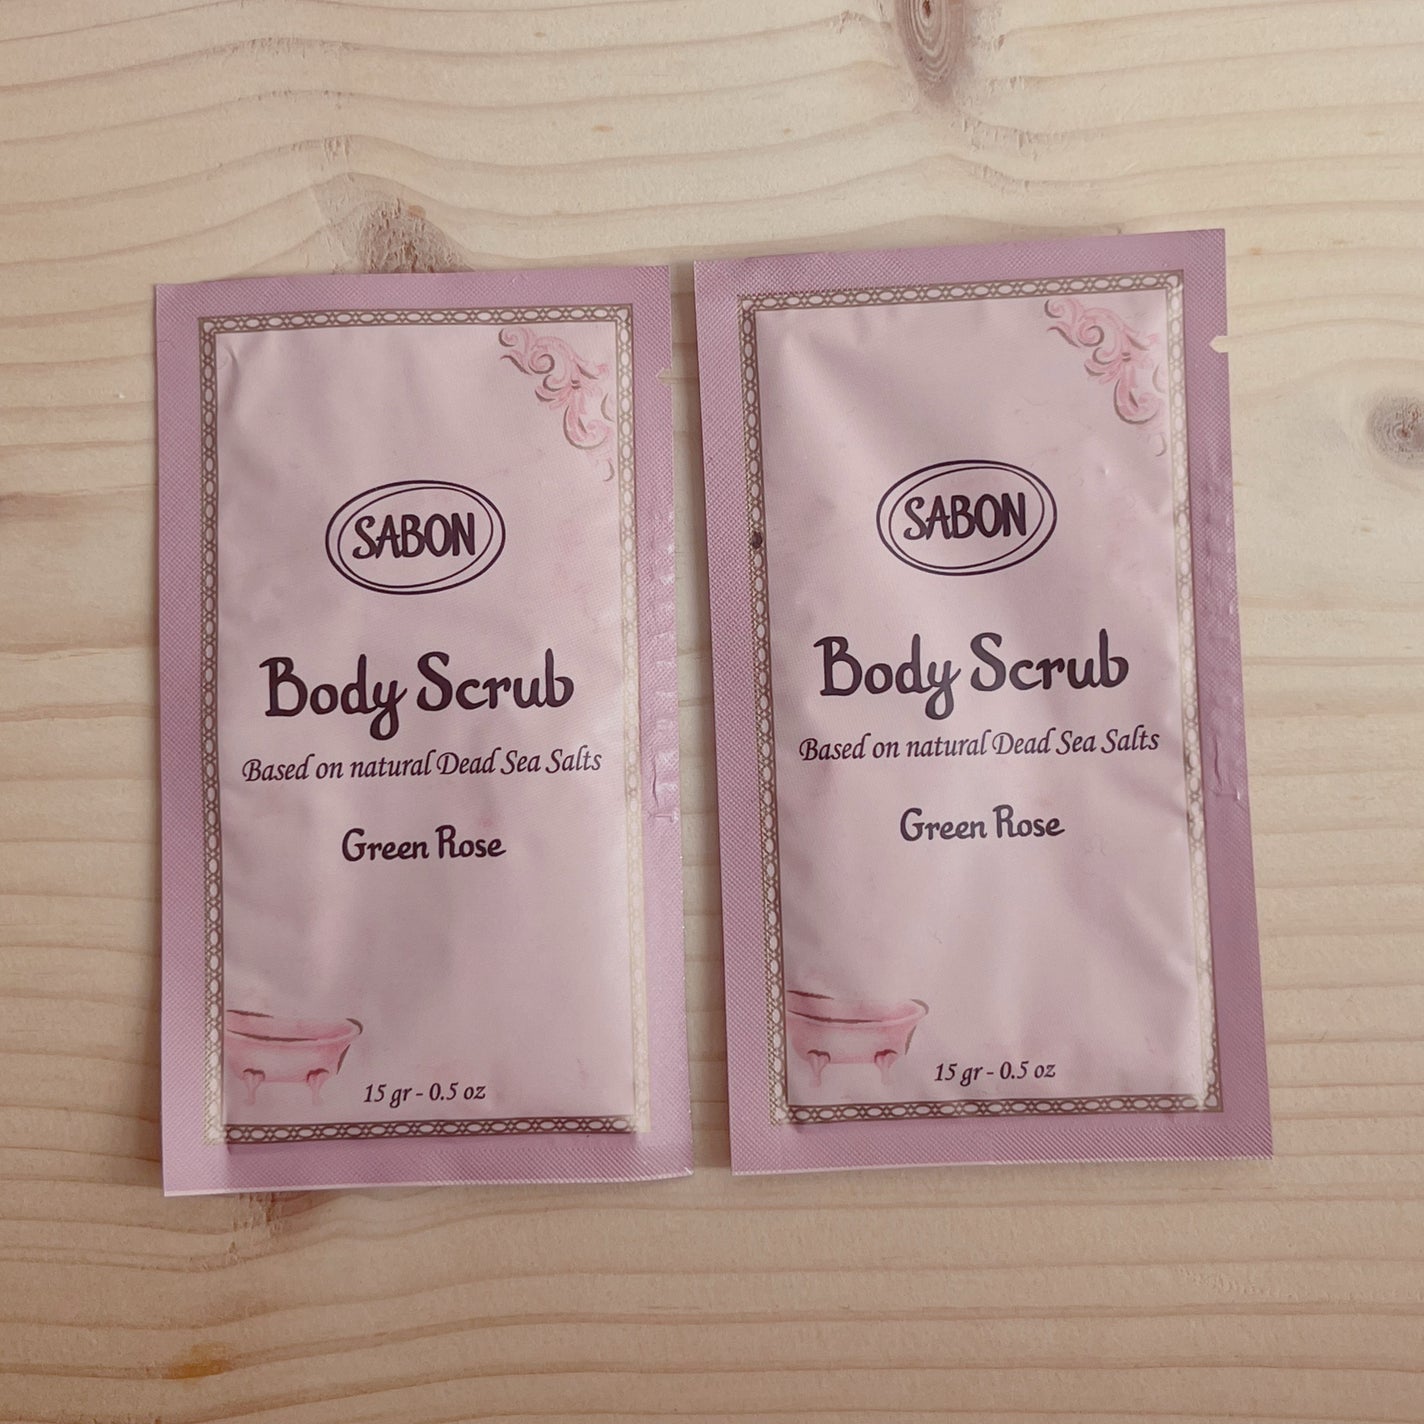 SABON
Body Scrub
Based on natural Dead Sea Salts
Green Rose
15 gr - 0.5 oz
SABON
Body Scrub
Based on natural Dead Sea Salts
Green Rose
15 gr - 0.5 oz